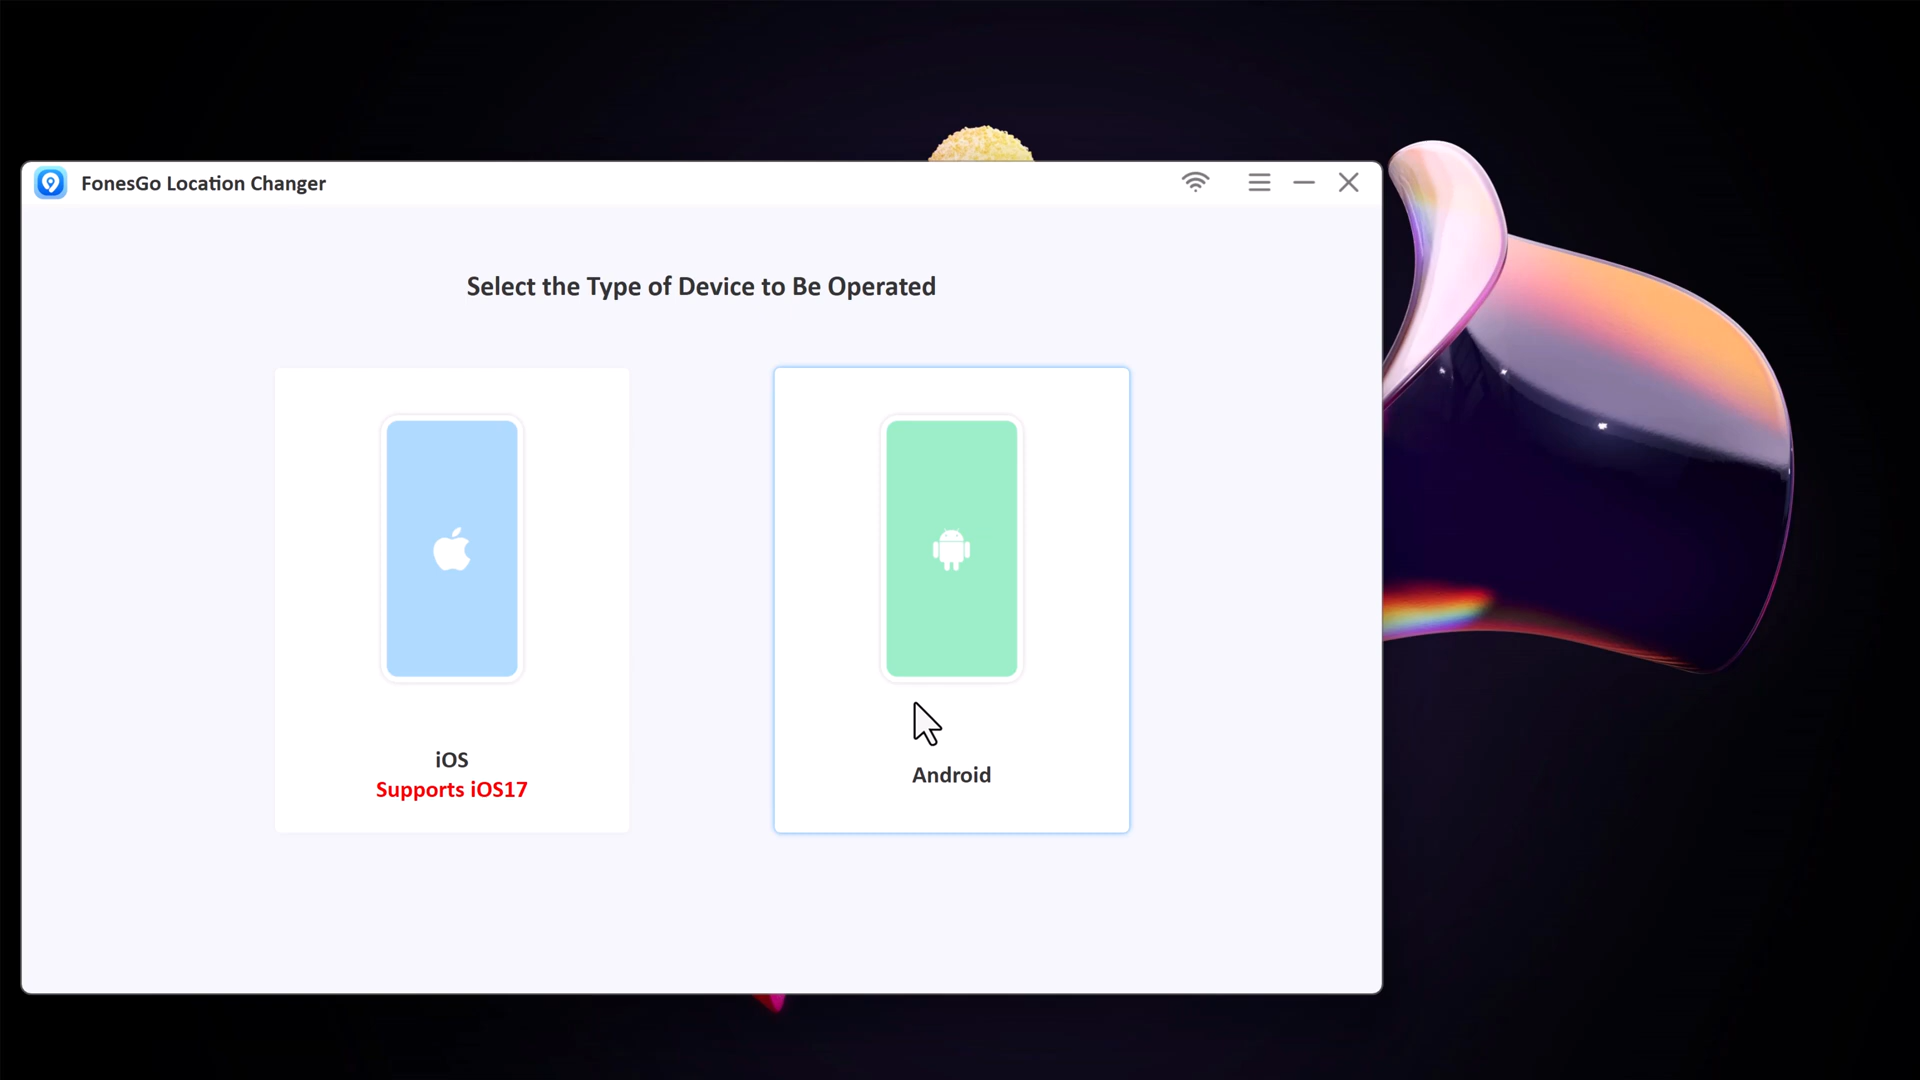 FonesGo Location Changer
Select the Type of Device to Be Operated
iOS
Supports iOS17
Android